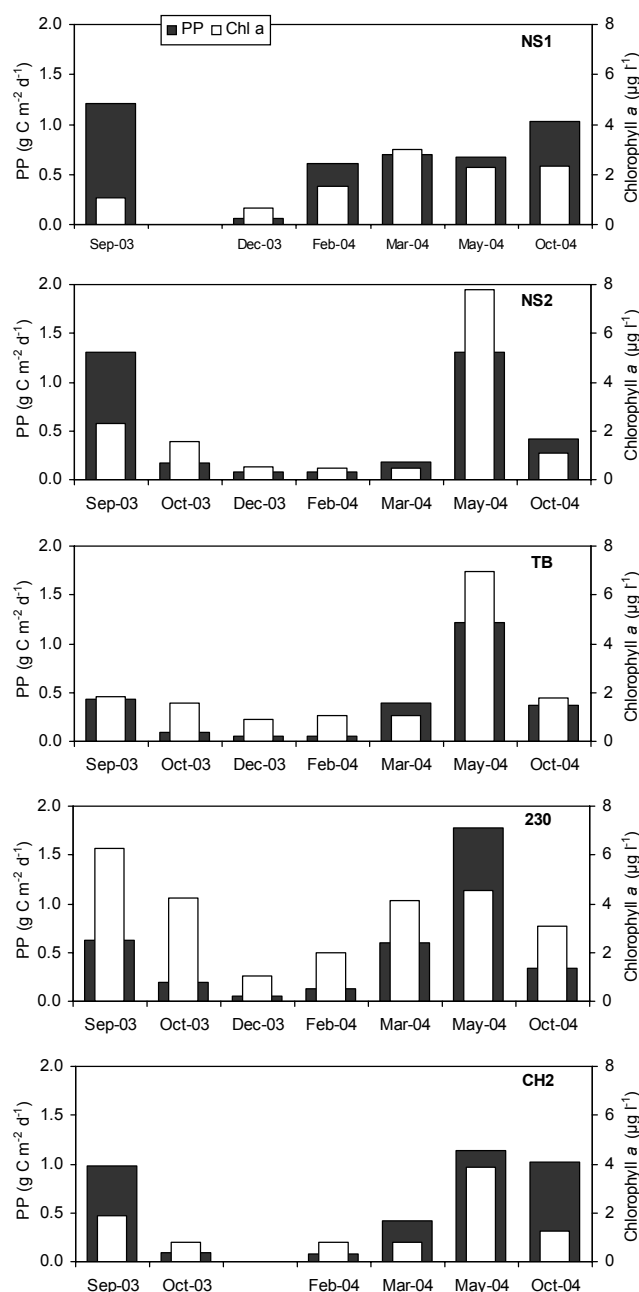 PP Chl a
NS1
PP (g C m-2 d-1)
2.0
1.5
1.0
0.5
0.0
8
6
4
2
0
Chlorophyll a (µg l-1)
Sep-03 Dec-03 Feb-04 Mar-04 May-04 Oct-04
NS2
PP (g C m-2 d-1)
2.0
1.5
1.0
0.5
0.0
8
6
4
2
0
Chlorophyll a (µg l-1)
Sep-03 Oct-03 Dec-03 Feb-04 Mar-04 May-04 Oct-04
TB
PP (g C m-2 d-1)
2.0
1.5
1.0
0.5
0.0
8
6
4
2
0
Chlorophyll a (µg l-1)
Sep-03 Oct-03 Dec-03 Feb-04 Mar-04 May-04 Oct-04
230
PP (g C m-2 d-1)
2.0
1.5
1.0
0.5
0.0
8
6
4
2
0
Chlorophyll a (µg l-1)
Sep-03 Oct-03 Dec-03 Feb-04 Mar-04 May-04 Oct-04
CH2
PP (g C m-2 d-1)
2.0
1.5
1.0
0.5
0.0
8
6
4
2
0
Chlorophyll a (µg l-1)
Sep-03 Oct-03 Feb-04 Mar-04 May-04 Oct-04